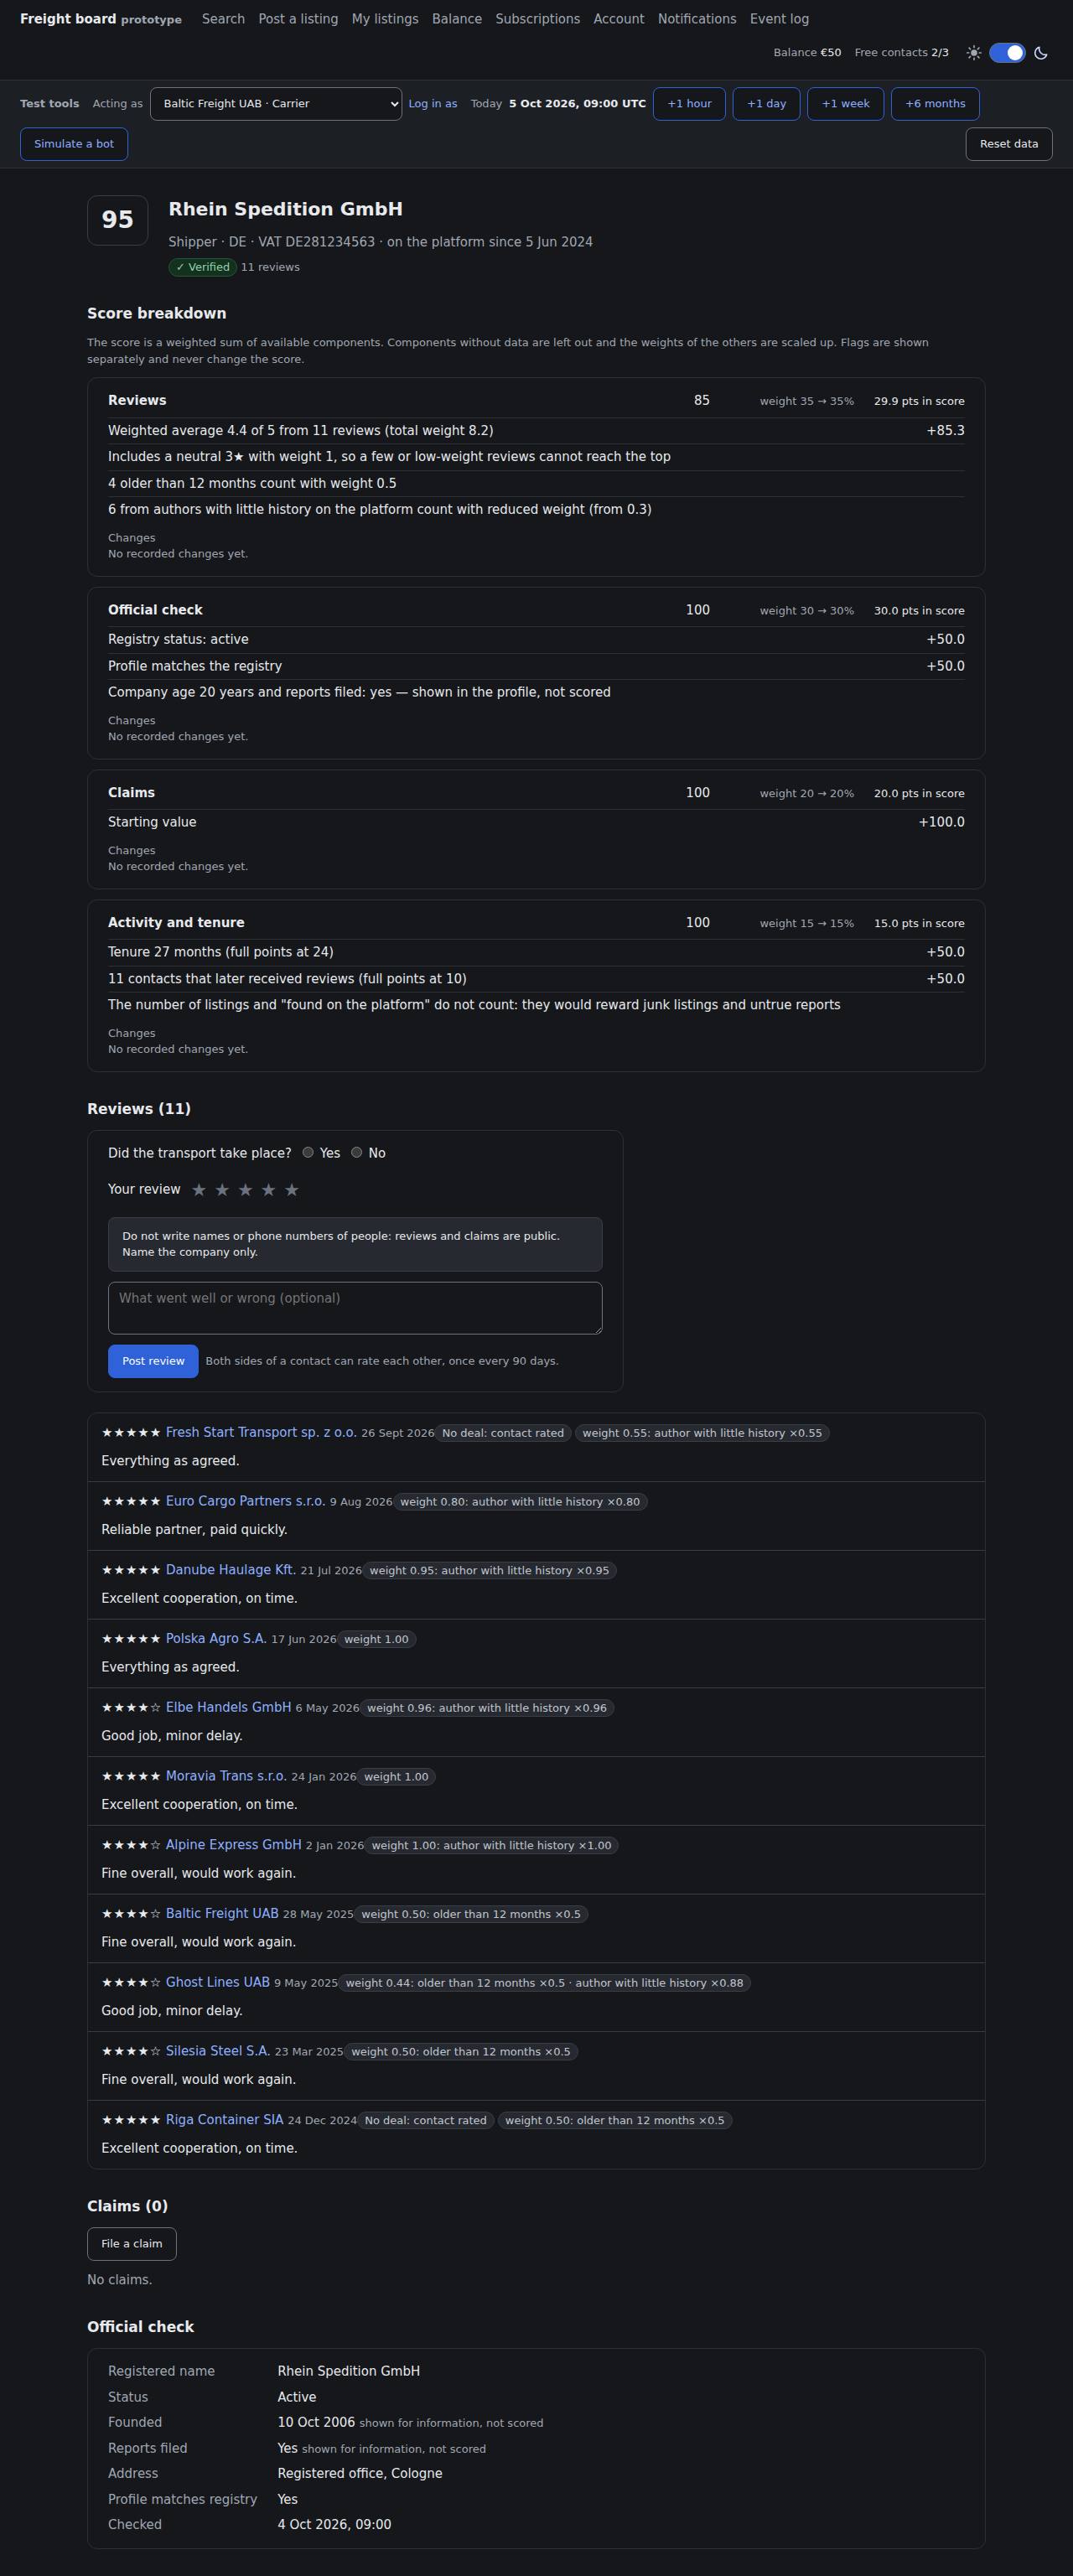 Freight board prototype Search Post a listing My listings Balance Subscriptions Account Notifications Event log
Balance €50 Free contacts 2/3
Test tools Acting as Baltic Freight UAB · Carrier Log in as Today 5 Oct 2026, 09:00 UTC +1 hour +1 day +1 week +6 months
Simulate a bot Reset data
95 Rhein Spedition GmbH
Shipper · DE · VAT DE281234563 · on the platform since 5 Jun 2024
✓ Verified 11 reviews
Score breakdown
The score is a weighted sum of available components. Components without data are left out and the weights of the others are scaled up. Flags are shown
separately and never change the score.
Reviews 85 weight 35 → 35% 29.9 pts in score
Weighted average 4.4 of 5 from 11 reviews (total weight 8.2) +85.3
Includes a neutral 3★ with weight 1, so a few or low-weight reviews cannot reach the top
4 older than 12 months count with weight 0.5
6 from authors with little history on the platform count with reduced weight (from 0.3)
Changes
No recorded changes yet.
Official check 100 weight 30 → 30% 30.0 pts in score
Registry status: active +50.0
Profile matches the registry +50.0
Company age 20 years and reports filed: yes — shown in the profile, not scored
Changes
No recorded changes yet.
Claims 100 weight 20 → 20% 20.0 pts in score
Starting value +100.0
Changes
No recorded changes yet.
Activity and tenure 100 weight 15 → 15% 15.0 pts in score
Tenure 27 months (full points at 24) +50.0
11 contacts that later received reviews (full points at 10) +50.0
The number of listings and "found on the platform" do not count: they would reward junk listings and untrue reports
Changes
No recorded changes yet.
Reviews (11)
Did the transport take place? Yes No
Your review ★ ★ ★ ★ ★
Do not write names or phone numbers of people: reviews and claims are public.
Name the company only.
What went well or wrong (optional)
Post review Both sides of a contact can rate each other, once every 90 days.
★★★★★ Fresh Start Transport sp. z o.o. 26 Sept 2026 No deal: contact rated weight 0.55: author with little history ×0.55
Everything as agreed.
★★★★★ Euro Cargo Partners s.r.o. 9 Aug 2026 weight 0.80: author with little history ×0.80
Reliable partner, paid quickly.
★★★★★ Danube Haulage Kft. 21 Jul 2026 weight 0.95: author with little history ×0.95
Excellent cooperation, on time.
★★★★★ Polska Agro S.A. 17 Jun 2026 weight 1.00
Everything as agreed.
★★★★☆ Elbe Handels GmbH 6 May 2026 weight 0.96: author with little history ×0.96
Good job, minor delay.
★★★★★ Moravia Trans s.r.o. 24 Jan 2026 weight 1.00
Excellent cooperation, on time.
★★★★☆ Alpine Express GmbH 2 Jan 2026 weight 1.00: author with little history ×1.00
Fine overall, would work again.
★★★★☆ Baltic Freight UAB 28 May 2025 weight 0.50: older than 12 months ×0.5
Fine overall, would work again.
★★★★☆ Ghost Lines UAB 9 May 2025 weight 0.44: older than 12 months ×0.5 · author with little history ×0.88
Good job, minor delay.
★★★★☆ Silesia Steel S.A. 23 Mar 2025 weight 0.50: older than 12 months ×0.5
Fine overall, would work again.
★★★★★ Riga Container SIA 24 Dec 2024 No deal: contact rated weight 0.50: older than 12 months ×0.5
Excellent cooperation, on time.
Claims (0)
File a claim
No claims.
Official check
Registered name Rhein Spedition GmbH
Status Active
Founded 10 Oct 2006 shown for information, not scored
Reports filed Yes shown for information, not scored
Address Registered office, Cologne
Profile matches registry Yes
Checked 4 Oct 2026, 09:00